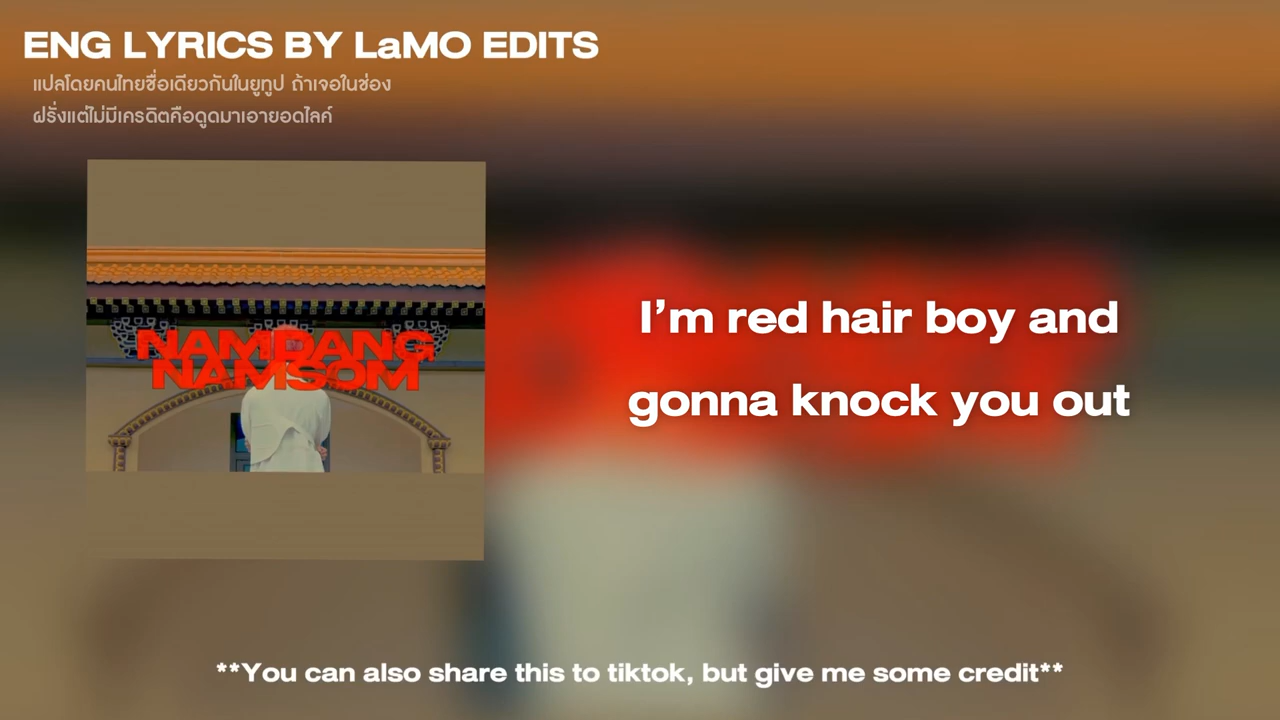 ENG LYRICS BY LaMO EDITS
แปลโดยคนไทยชื่อเดียวกันในยูทูป ถ้าเจอในช่อง
ฝรั่งแต่ไม่มีเครดิตคือดูดมาเอายอดไลค์
NAMDANG
NAMSOM
I’m red hair boy and
gonna knock you out
**You can also share this to tiktok, but give me some credit**